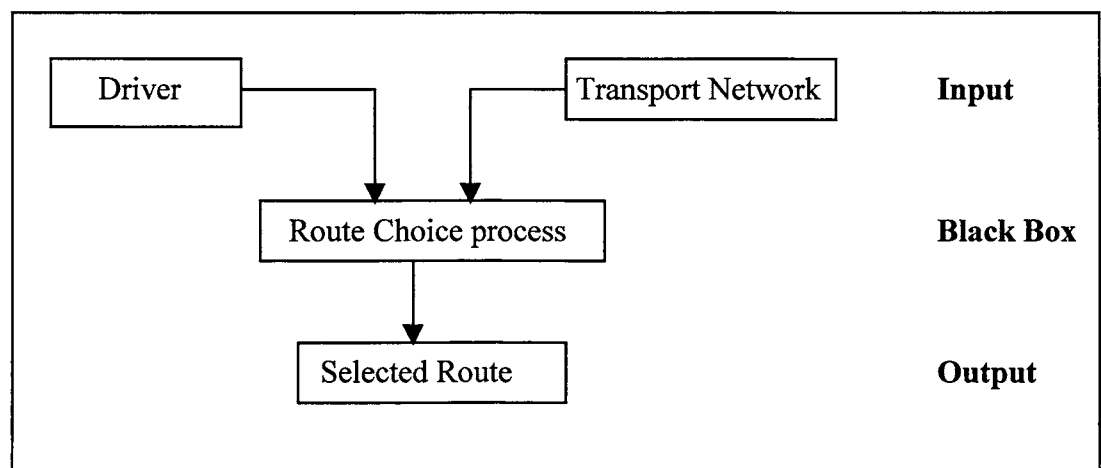 Driver
Transport Network
Input
Route Choice process
Black Box
Selected Route
Output